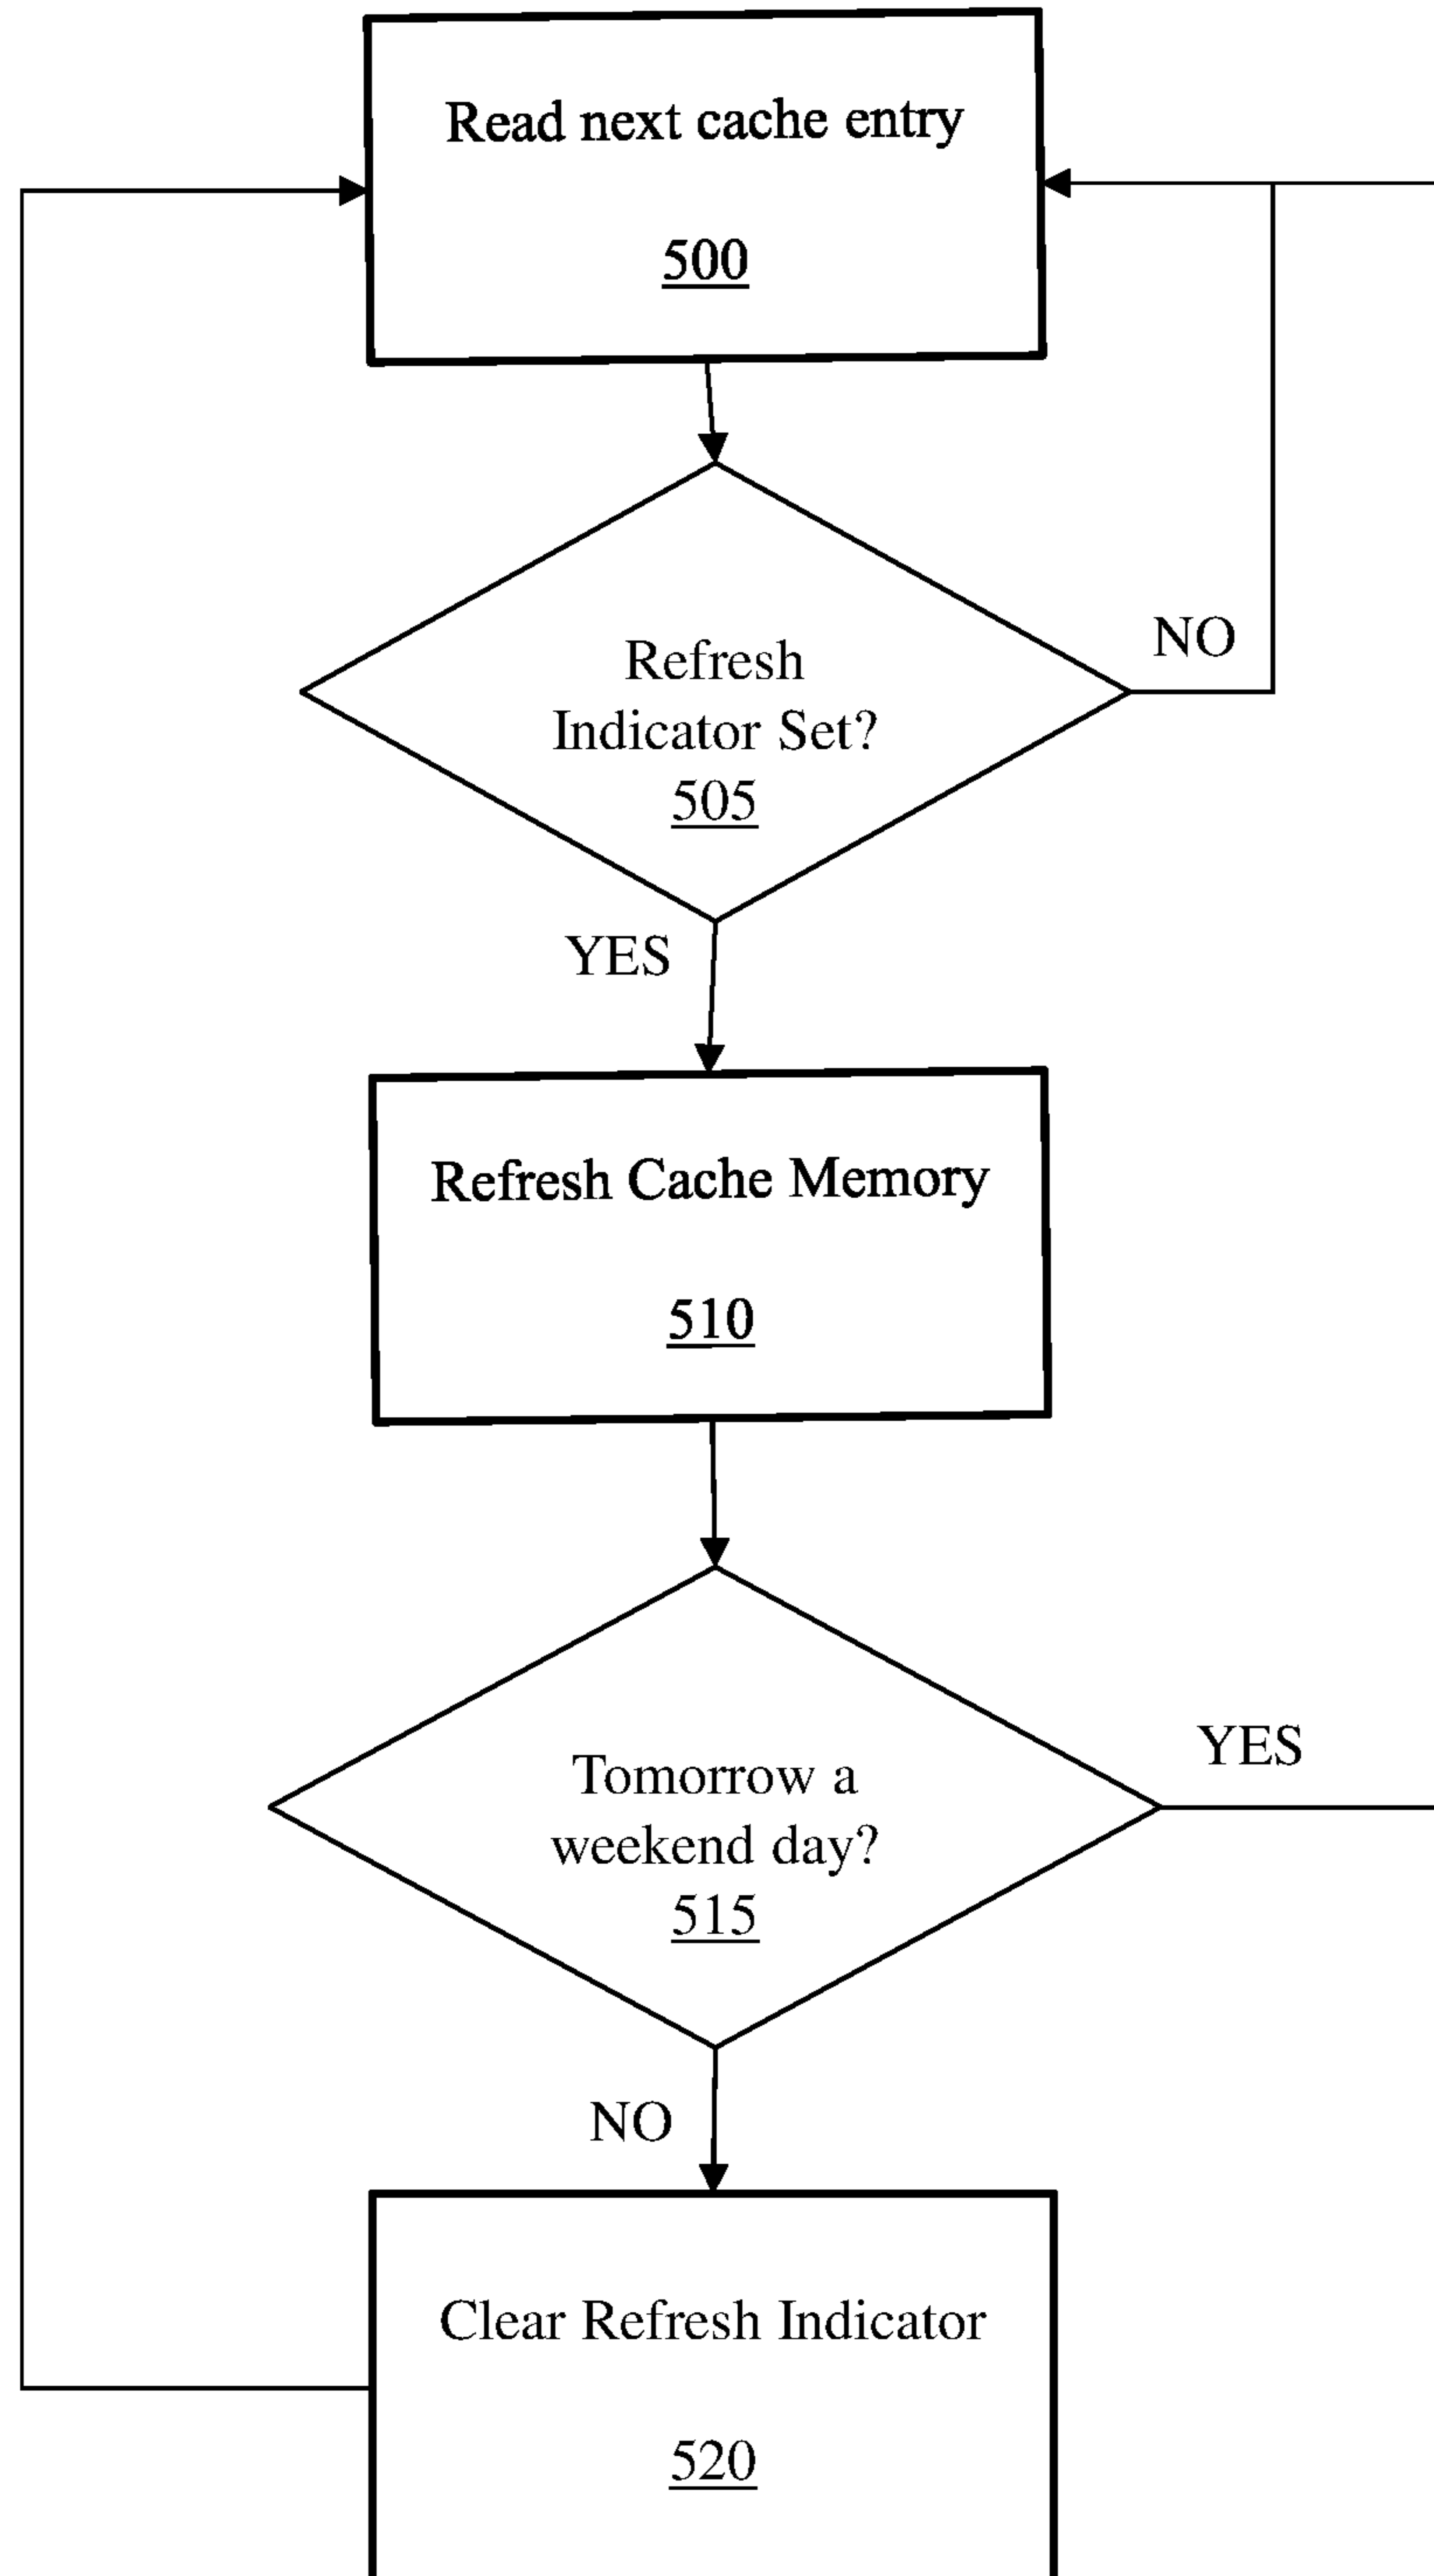 Read next cache entry
500
Refresh
Indicator Set?
505
NO
YES
Refresh Cache Memory
510
Tomorrow a
weekend day?
515
YES
NO
Clear Refresh Indicator
520